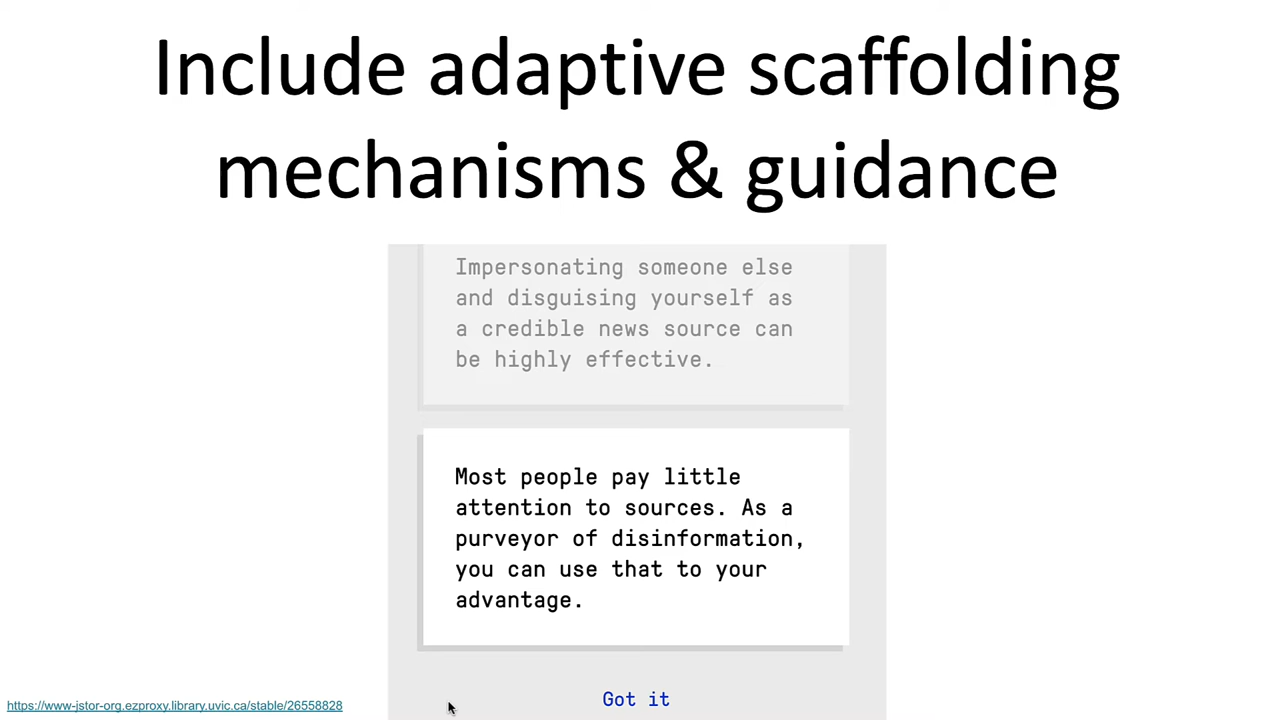 Include adaptive scaffolding
mechanisms & guidance
Impersonating someone else
and disguising yourself as
a credible news source can
be highly effective.
Most people pay little
attention to sources. As a
purveyor of disinformation,
you can use that to your
advantage.
Got it
https://www-jstor-org.ezproxy.library.uvic.ca/stable/26558828